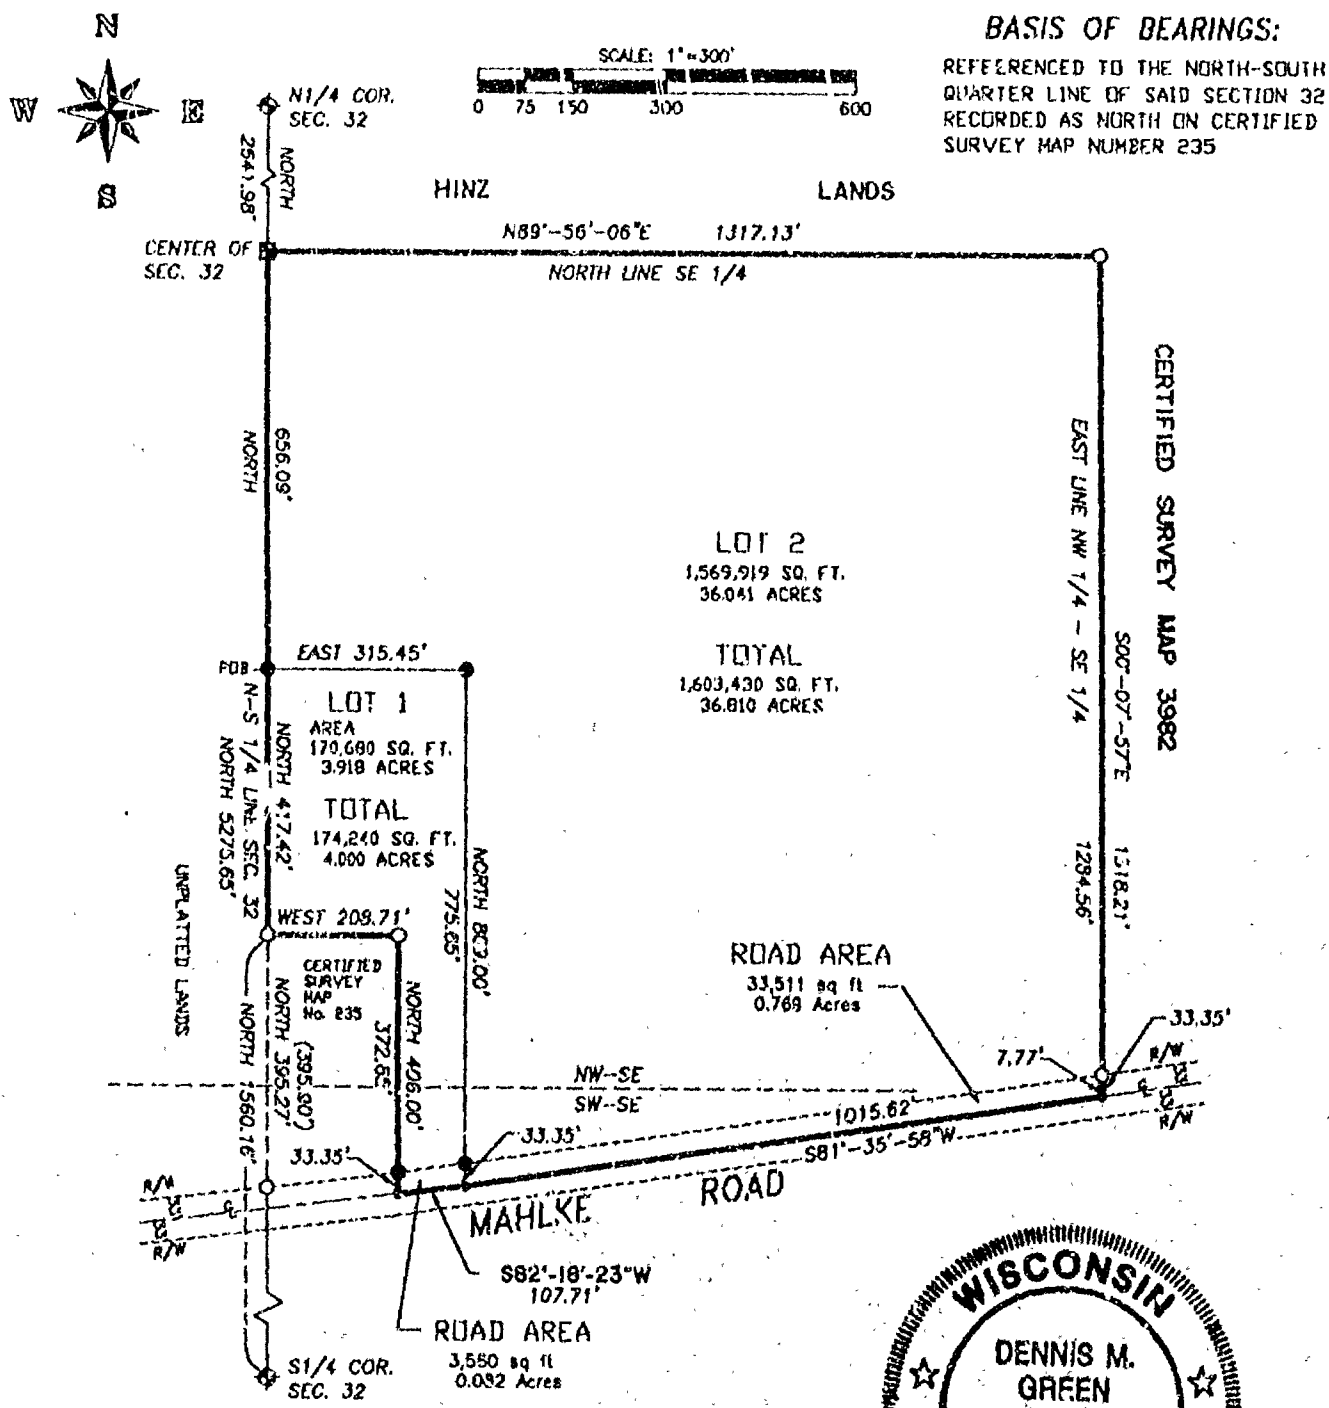 BASIS OF BEARINGS:
REFEERENCED TO THE NORTH-SOUTH
QUARTER LINE OF SAID SECTION 32
RECORDED AS NORTH ON CERTIFIED
SURVEY MAP NUMBER 235
N
W
E
S
SCALE: 1"=300'
0 75 150 300 600
N1/4 COR.
SEC. 32
NORTH
2541.98'
HINZ LANDS
N89'-56'-06"E 1317.13'
NORTH LINE SE 1/4
CENTER OF
SEC. 32
656.09'
NORTH
CERTIFIED SURVEY MAP 3982
EAST LINE NW 1/4 - SE 1/4
S00'-07'-57"E 1318.21'
1284.56'
LOT 2
1,569,919 SQ. FT.
36.041 ACRES
TOTAL
1,603,430 SQ. FT.
36.810 ACRES
POB
EAST 315.45'
LOT 1
AREA
170,680 SQ. FT.
3.918 ACRES
TOTAL
174,240 SQ. FT.
4.000 ACRES
NORTH 417.42'
N-S 1/4 LINE SEC. 32
NORTH 5275.65'
UNPLATTED LANDS
NORTH 803.00'
775.65'
WEST 208.71'
CERTIFIED
SURVEY
MAP
No. 235
NORTH 406.00'
NORTH 395.27'
(395.90')
NORTH 1560.16'
ROAD AREA
33,511 sq ft
0.769 Acres
33.35'
7.77'
R/W
33'
33'
R/W
NW--SE
SW--SE
1015.62'
S81'-35'-58"W
33.35'
33.35'
R/W
33'
33'
R/W
MAHLKE ROAD
S82'-18'-23"W
107.71'
ROAD AREA
3,560 sq ft
0.082 Acres
S1/4 COR.
SEC. 32
WISCONSIN
DENNIS M.
GREEN